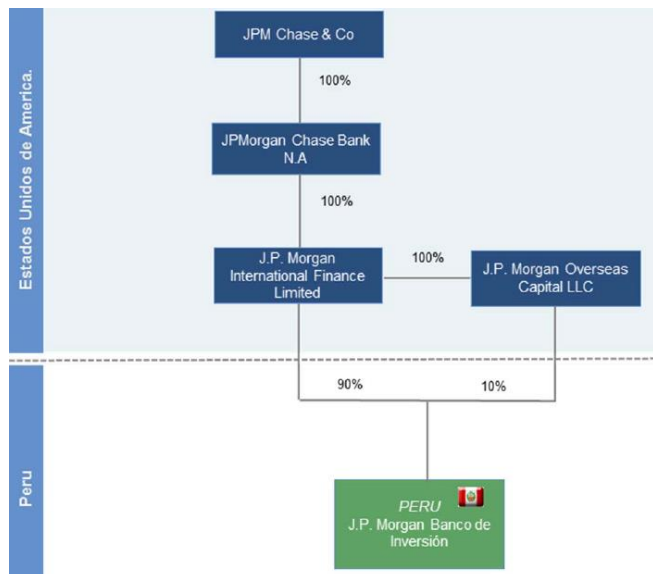 Estados Unidos de America.
JPM Chase & Co
100%
JPMorgan Chase Bank
N.A
100%
J.P. Morgan
International Finance
Limited
100%
J.P. Morgan Overseas
Capital LLC
90%
10%
Peru
PERU
J.P. Morgan Banco de
Inversión